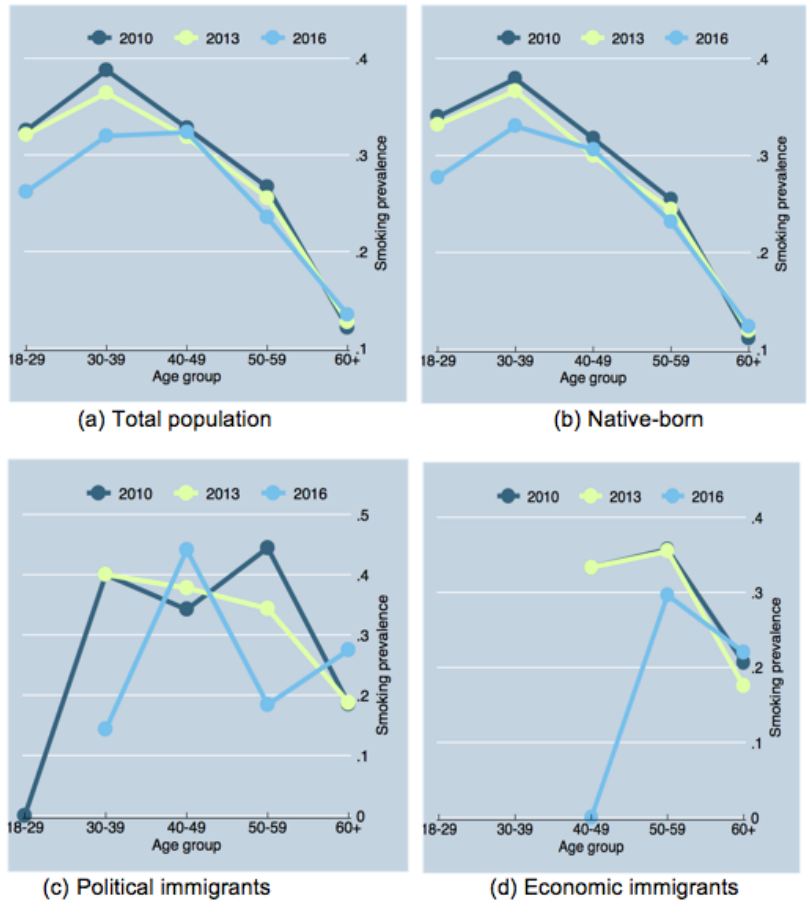 2010 2013 2016
.4
.3
.2
.1
Smoking prevalence
18-29 30-39 40-49 50-59 60+
Age group
(a) Total population
2010 2013 2016
.4
.3
.2
.1
Smoking prevalence
18-29 30-39 40-49 50-59 60+
Age group
(b) Native-born
2010 2013 2016
.5
.4
.3
.2
.1
0
Smoking prevalence
18-29 30-39 40-49 50-59 60+
Age group
(c) Political immigrants
2010 2013 2016
.4
.3
.2
.1
0
Smoking prevalence
18-29 30-39 40-49 50-59 60+
Age group
(d) Economic immigrants